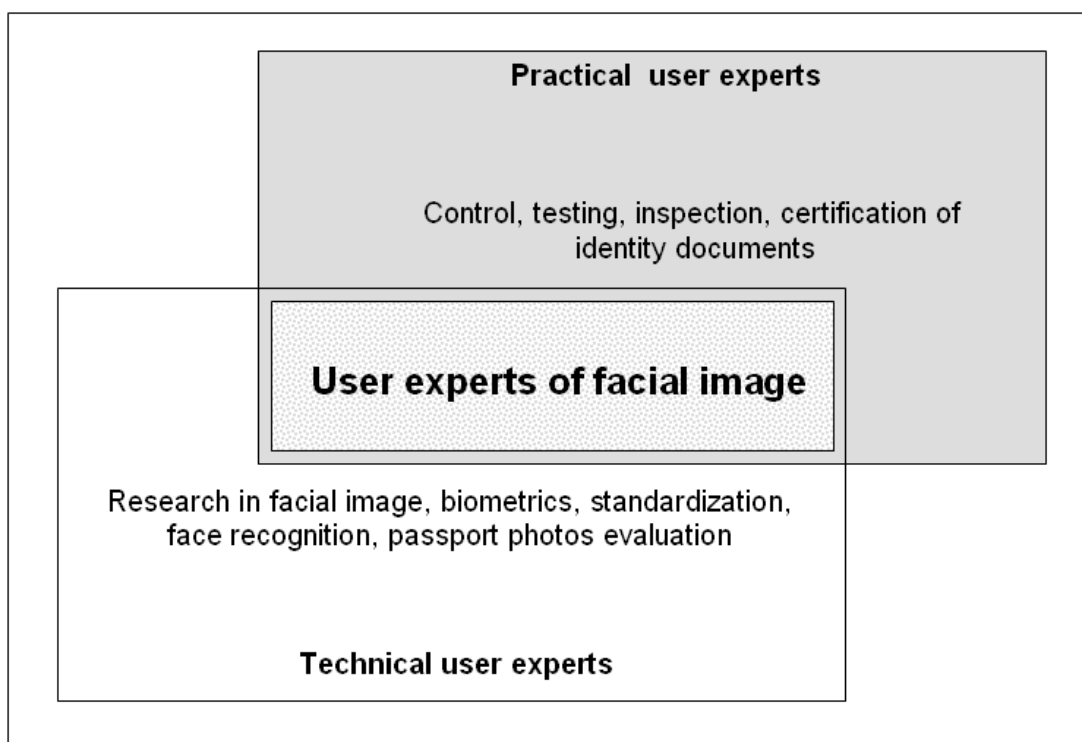 Practical user experts
Control, testing, inspection, certification of
identity documents
User experts of facial image
Research in facial image, biometrics, standardization,
face recognition, passport photos evaluation
Technical user experts